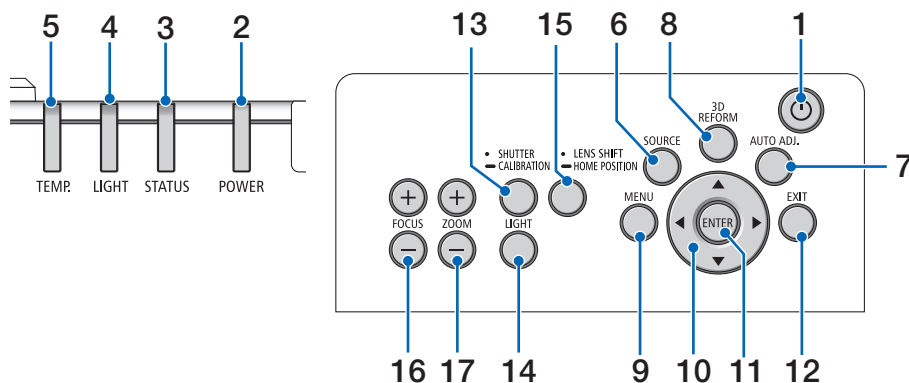 5 4 3 2
13 15 6 8 1
TEMP. LIGHT STATUS POWER
3D
REFORM
SOURCE AUTO ADJ.
7
• SHUTTER
— CALIBRATION
• LENS SHIFT
— HOME POSITION
MENU EXIT
+ +
FOCUS ZOOM LIGHT
− −
ENTER
16 17 14 9 10 11 12